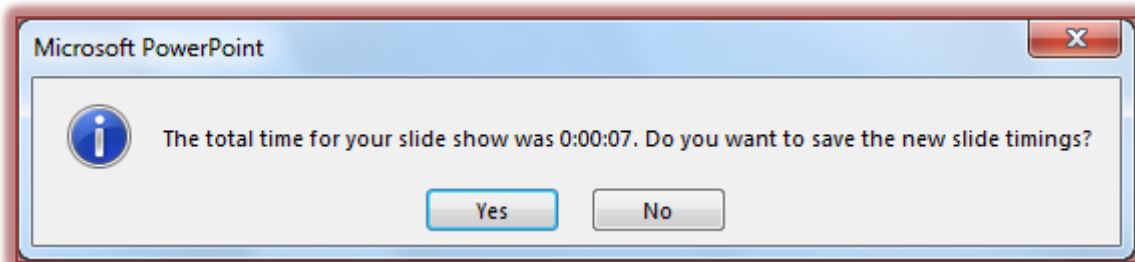 Microsoft PowerPoint
The total time for your slide show was 0:00:07. Do you want to save the new slide timings?
Yes No